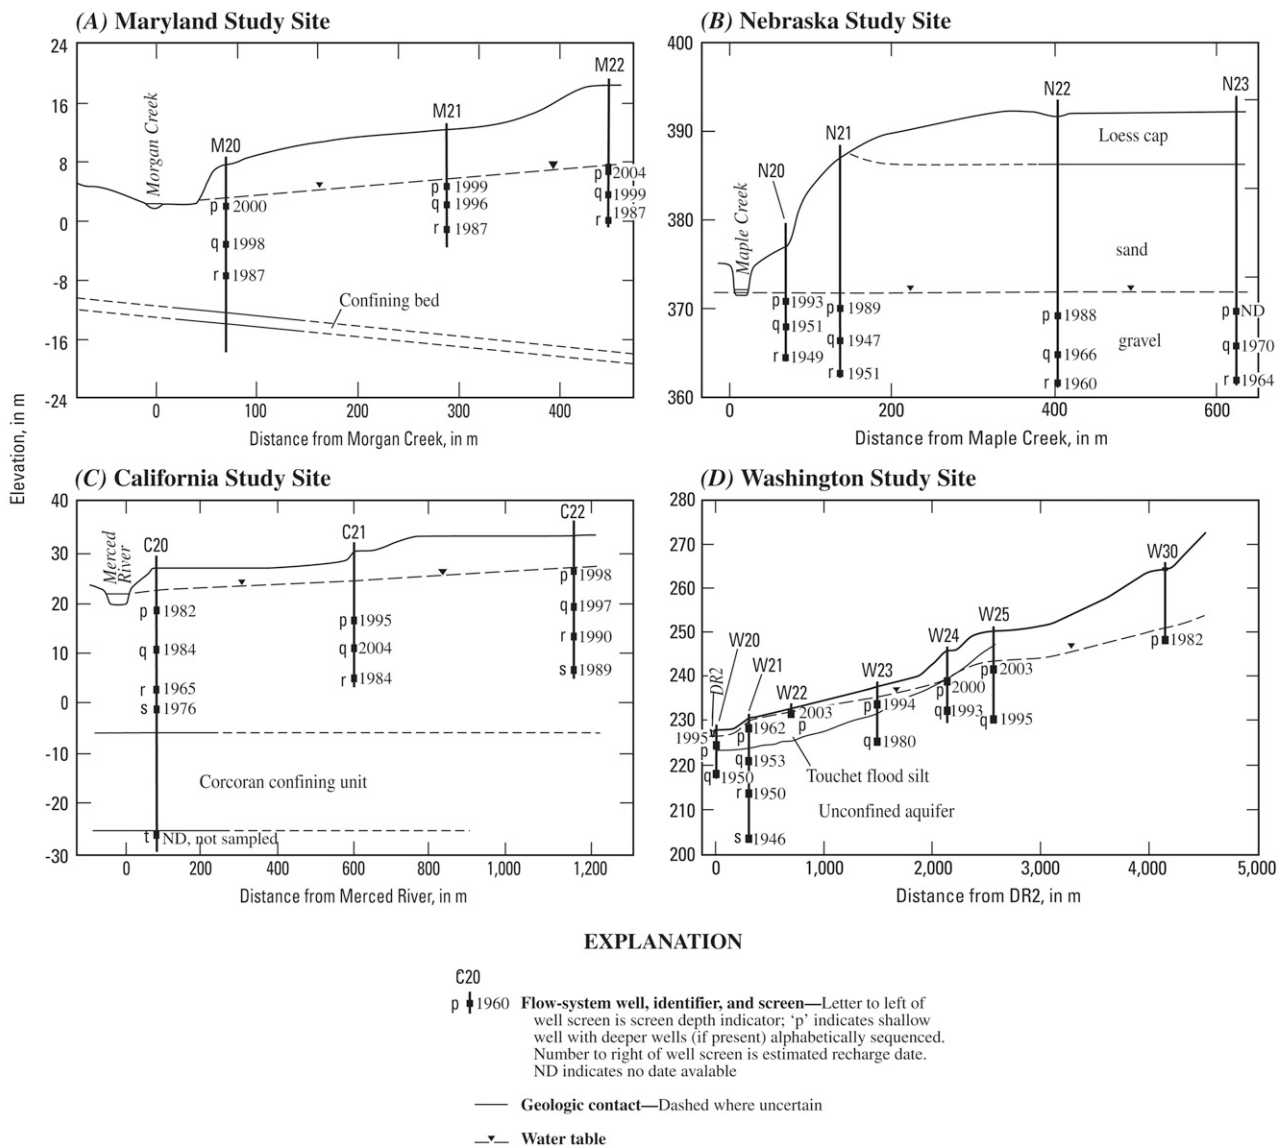 (A) Maryland Study Site
24
16
8
0
-8
-16
-24
Morgan Creek
M20
p 2000
q 1998
r 1987
M21
p 1999
q 1996
r 1987
M22
p 2004
q 1999
r 1987
Confining bed
0 100 200 300 400
Distance from Morgan Creek, in m
(B) Nebraska Study Site
400
390
380
370
360
Maple Creek
N20
p 1993
q 1951
r 1949
N21
p 1989
q 1947
r 1951
N22
p 1988
q 1966
r 1960
N23
p ND
q 1970
r 1964
Loess cap
sand
gravel
0 200 400 600
Distance from Maple Creek, in m
Elevation, in m
(C) California Study Site
40
30
20
10
0
-10
-20
-30
Merced
River
C20
p 1982
q 1984
r 1965
s 1976
t ND, not sampled
C21
p 1995
q 2004
r 1984
C22
p 1998
q 1997
r 1990
s 1989
Corcoran confining unit
0 200 400 600 800 1,000 1,200
Distance from Merced River, in m
(D) Washington Study Site
280
270
260
250
240
230
220
210
200
DR2
W20
1995
p
q 1950
W21
p 1962
q 1953
r 1950
s 1946
W22
2003
p
W23
p 1994
q 1980
W24
p 2000
q 1993
W25
p 2003
q 1995
W30
p 1982
Touchet flood silt
Unconfined aquifer
0 1,000 2,000 3,000 4,000 5,000
Distance from DR2, in m
EXPLANATION
C20
p 1960 Flow-system well, identifier, and screen—Letter to left of
well screen is screen depth indicator; ‘p’ indicates shallow
well with deeper wells (if present) alphabetically sequenced.
Number to right of well screen is estimated recharge date.
ND indicates no date avalable
Geologic contact—Dashed where uncertain
Water table